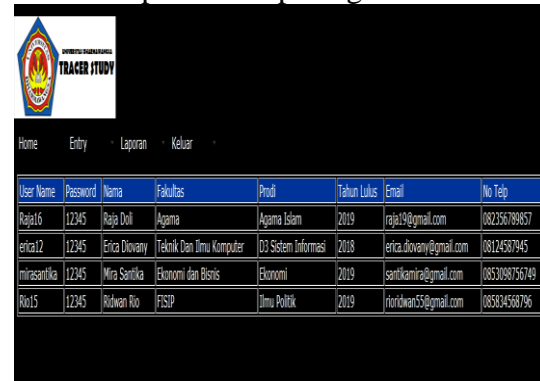 UNIVERSITAS DHARMAWANGSA
TRACER STUDY
Home Entry Laporan Keluar
User Name Password Nama Fakultas Prodi Tahun Lulus Email No Telp
Raja16 12345 Raja Doli Agama Agama Islam 2019 raja19@gmail.com 082356789857
erica12 12345 Erica Diovany Teknik Dan Ilmu Komputer D3 Sistem Informasi 2018 erica.diovany@gmail.com 08124587945
mirasantika 12345 Mira Santika Ekonomi dan Bisnis Ekonomi 2019 santikamira@gmail.com 0853098756749
Rio15 12345 Ridwan Rio FISIP Ilmu Politik 2019 rioridwan55@gmail.com 085834568796